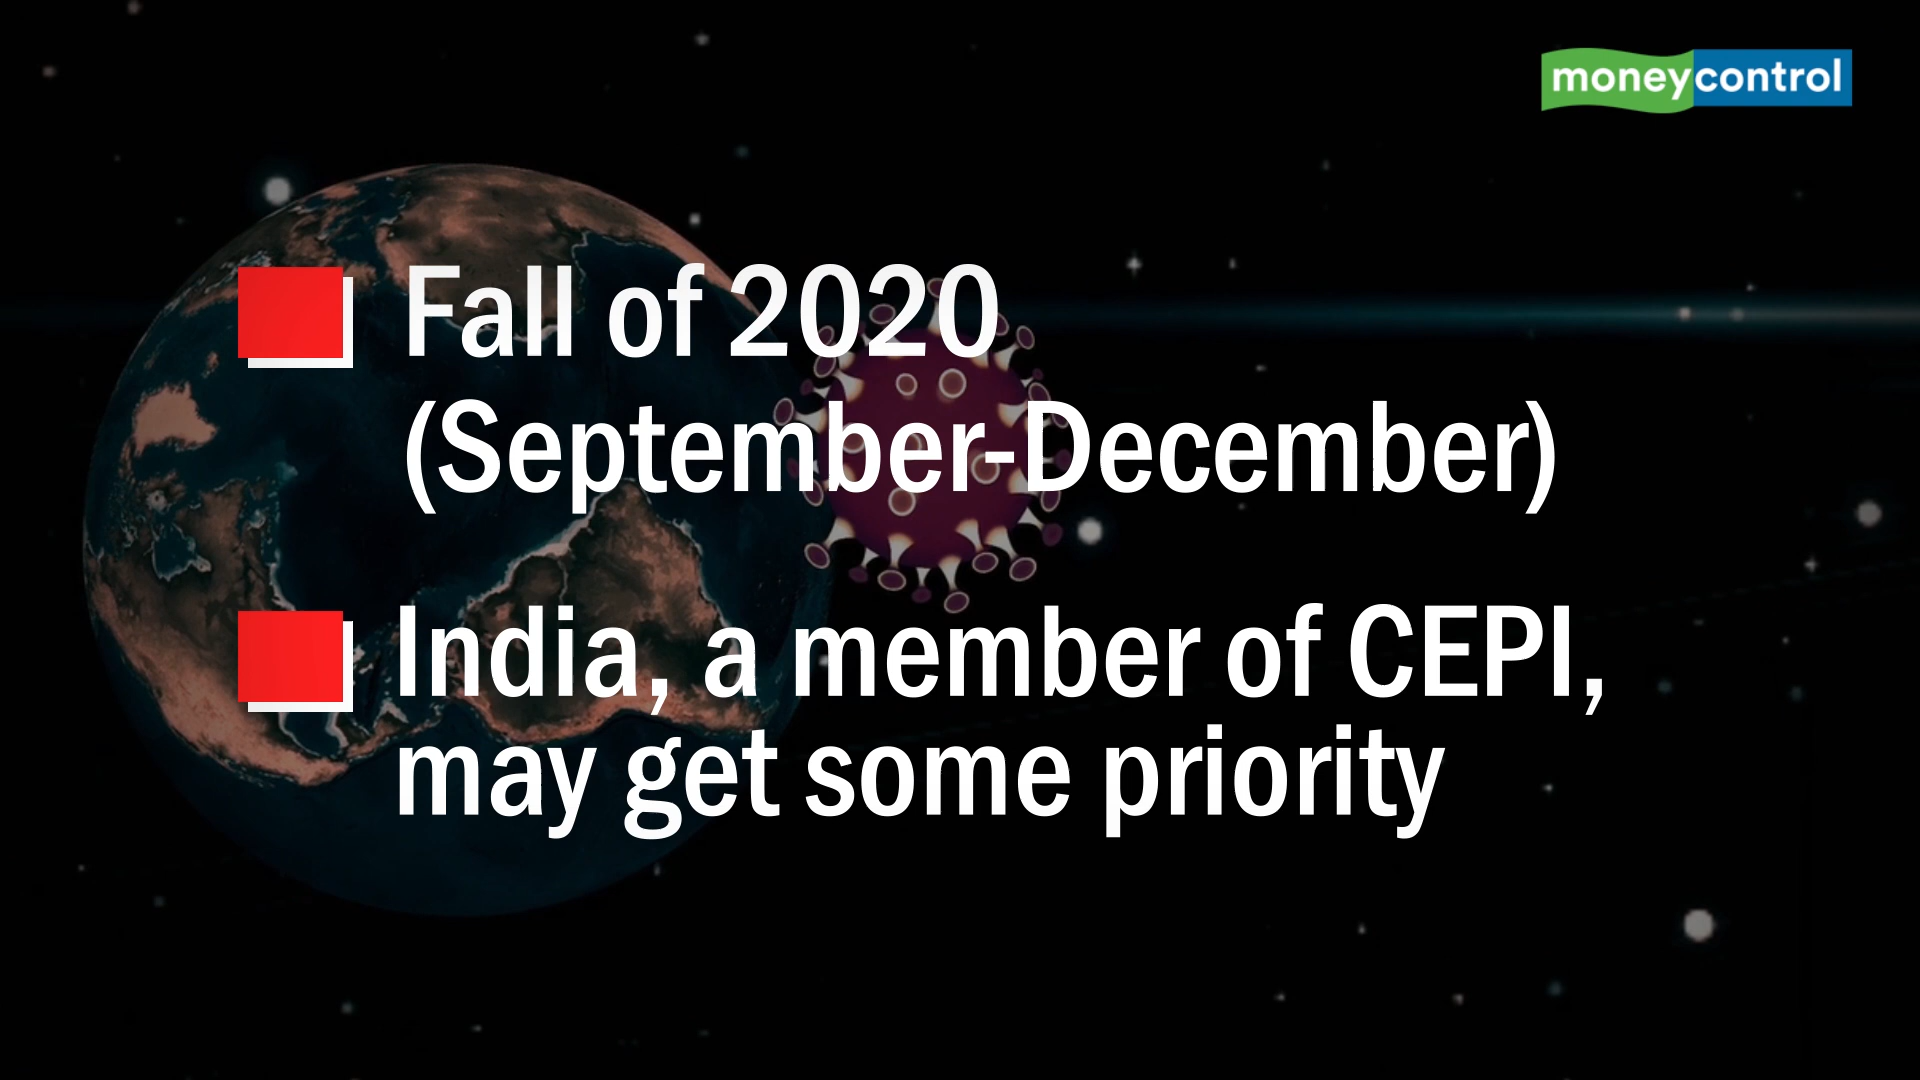 moneycontrol
Fall of 2020
(September-December)
India, a member of CEPI,
may get some priority